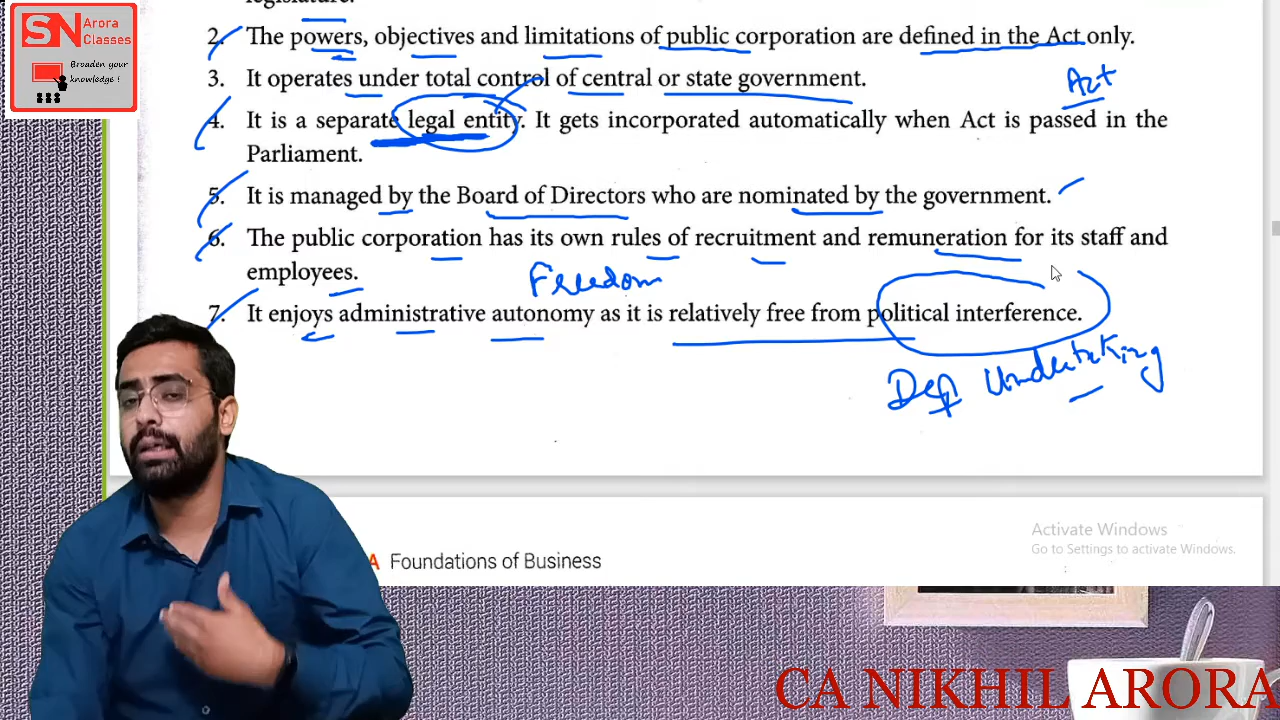 legislature.
2. The powers, objectives and limitations of public corporation are defined in the Act only.
3. It operates under total control of central or state government.
Act
4. It is a separate legal entity. It gets incorporated automatically when Act is passed in the
Parliament.
5. It is managed by the Board of Directors who are nominated by the government.
6. The public corporation has its own rules of recruitment and remuneration for its staff and
employees.
Freedom
7. It enjoys administrative autonomy as it is relatively free from political interference.
Dept Undertaking
A Foundations of Business
Activate Windows
Go to Settings to activate Windows.
SN Arora
Classes
Broaden your
knowledge !
CA NIKHIL ARORA